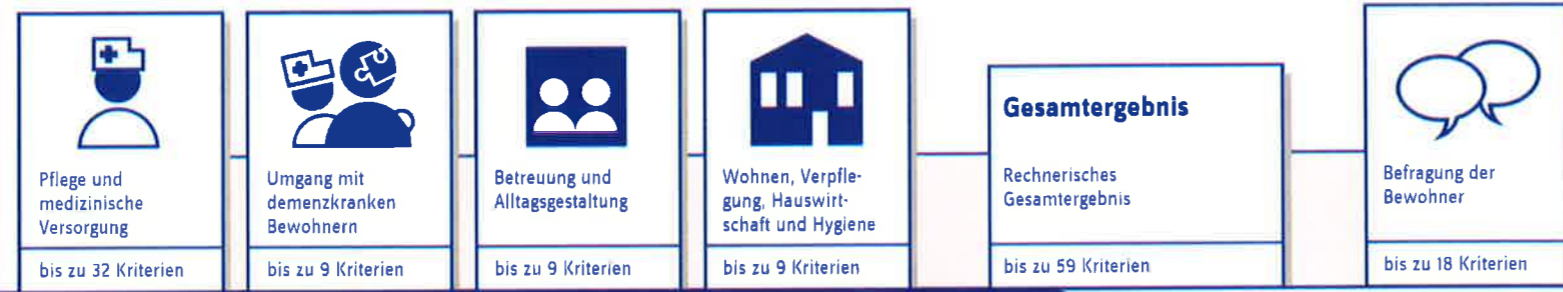 Pflege und
medizinische
Versorgung
bis zu 32 Kriterien
Umgang mit
demenzkranken
Bewohnern
bis zu 9 Kriterien
Betreuung und
Alltagsgestaltung
bis zu 9 Kriterien
Wohnen, Verpfle-
gung, Hauswirt-
schaft und Hygiene
bis zu 9 Kriterien
Gesamtergebnis
Rechnerisches
Gesamtergebnis
bis zu 59 Kriterien
Befragung der
Bewohner
bis zu 18 Kriterien